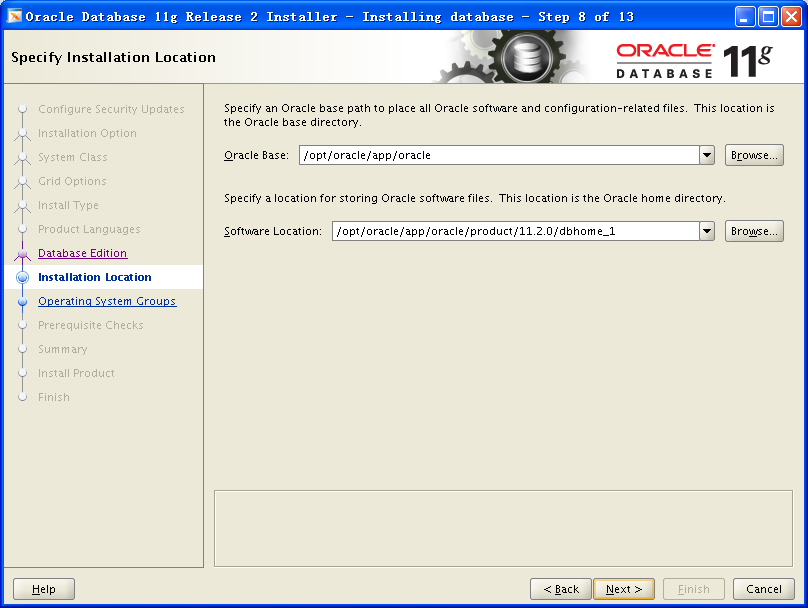 Oracle Database 11g Release 2 Installer - Installing database - Step 8 of 13
Specify Installation Location
ORACLE
DATABASE
11g
Configure Security Updates
Installation Option
System Class
Grid Options
Install Type
Product Languages
Database Edition
Installation Location
Operating System Groups
Prerequisite Checks
Summary
Install Product
Finish
Specify an Oracle base path to place all Oracle software and configuration-related files. This location is
the Oracle base directory.
Oracle Base: /opt/oracle/app/oracle Browse...
Specify a location for storing Oracle software files. This location is the Oracle home directory.
Software Location: /opt/oracle/app/oracle/product/11.2.0/dbhome_1 Browse...
Help < Back Next > Finish Cancel